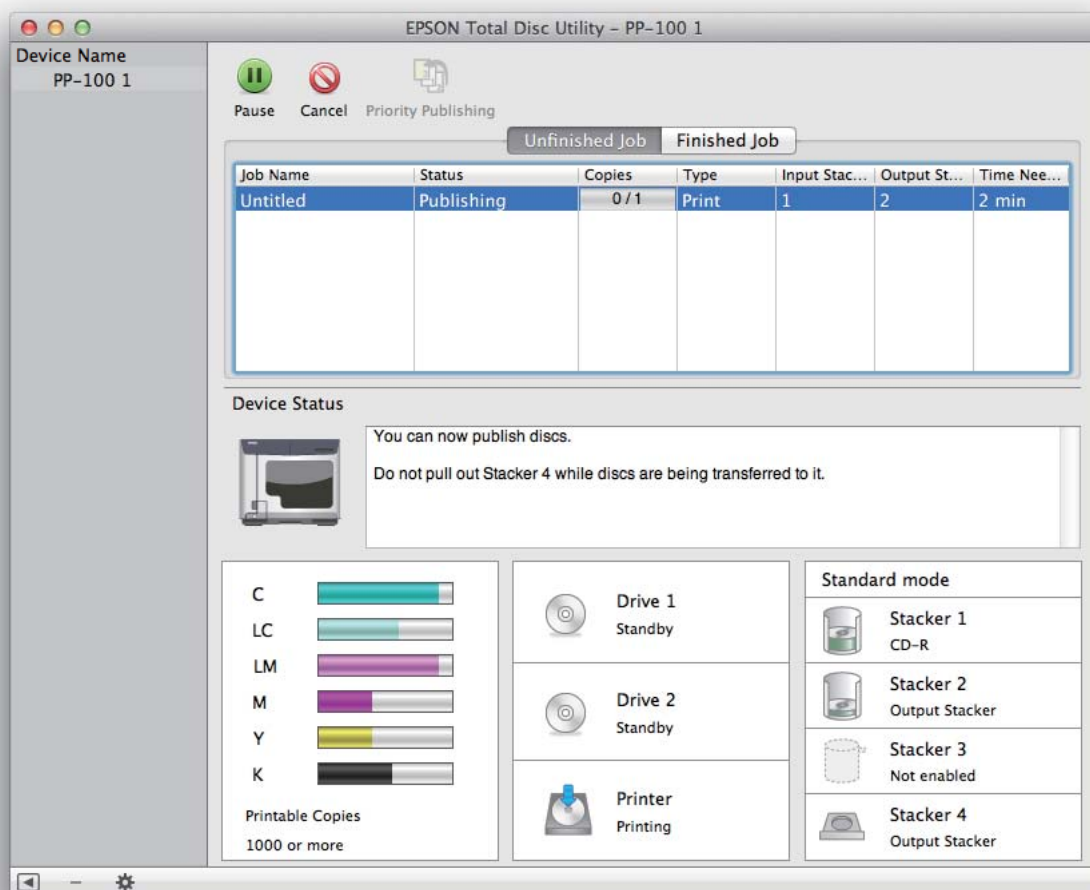 EPSON Total Disc Utility – PP-100 1
Device Name
PP-100 1
Pause
Cancel
Priority Publishing
Unfinished Job
Finished Job
Job Name
Status
Copies
Type
Input Stac...
Output St...
Time Nee...
Untitled
Publishing
0 / 1
Print
1
2
2 min
Device Status
You can now publish discs.
Do not pull out Stacker 4 while discs are being transferred to it.
C
LC
LM
M
Y
K
Printable Copies
1000 or more
Drive 1
Standby
Drive 2
Standby
Printer
Printing
Standard mode
Stacker 1
CD-R
Stacker 2
Output Stacker
Stacker 3
Not enabled
Stacker 4
Output Stacker